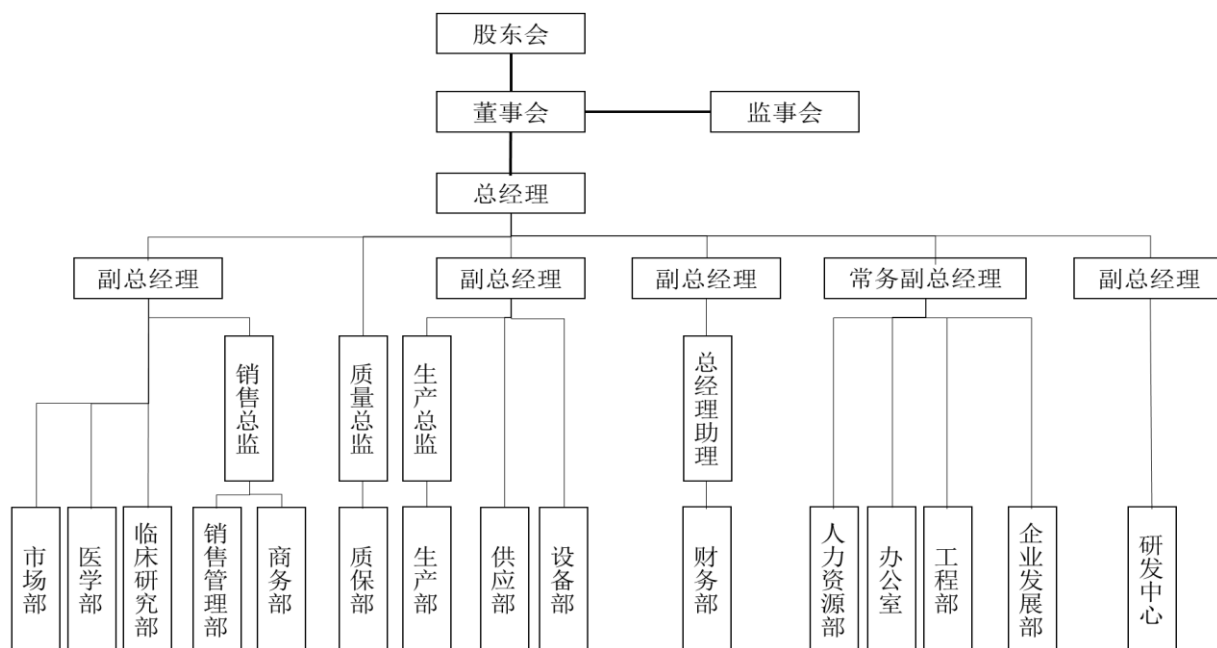 股东会
董事会
监事会
总经理
副总经理
副总经理
副总经理
常务副总经理
副总经理
销售总监
质量总监
生产总监
总经理助理
市场部
医学部
临床研究部
销售管理部
商务部
质保部
生产部
供应部
设备部
财务部
人力资源部
办公室
工程部
企业发展部
研发中心